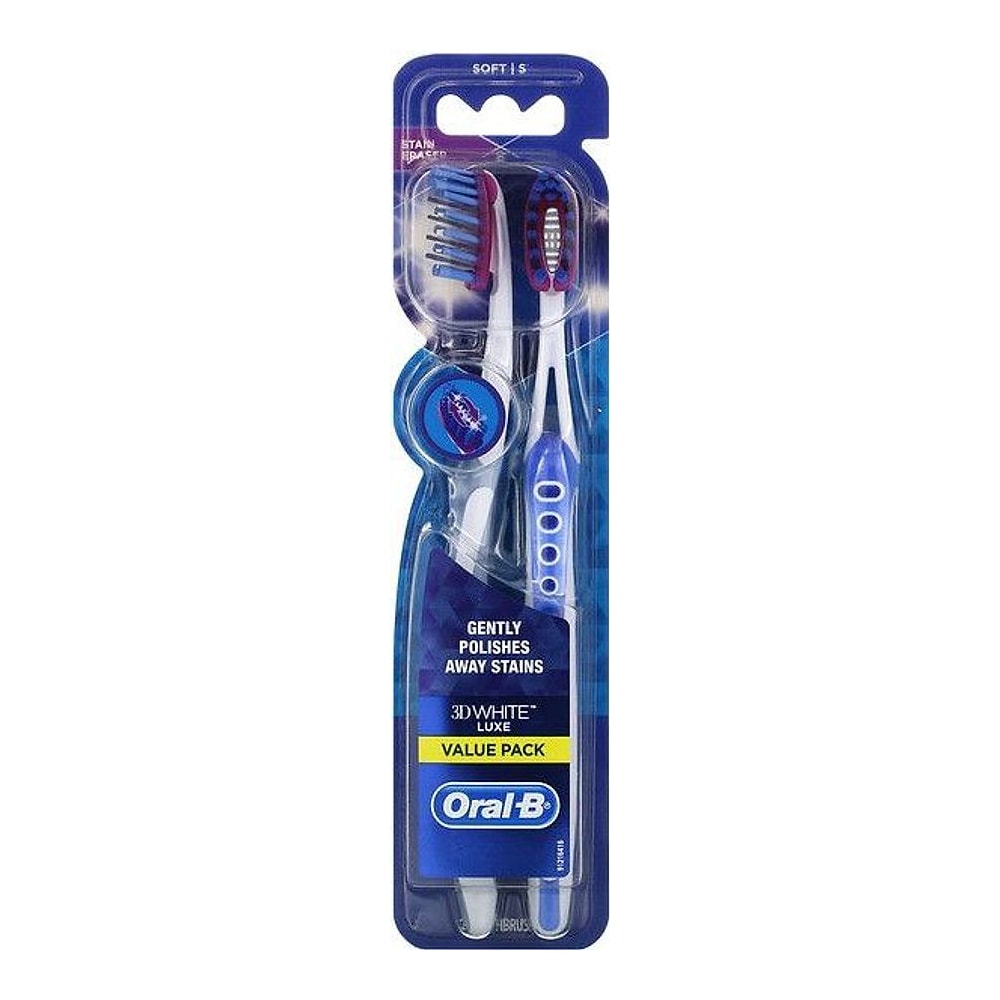 SOFT | S
STAIN
ERASER
GENTLY
POLISHES
AWAY STAINS
3D WHITE™
LUXE
VALUE PACK
Oral-B®